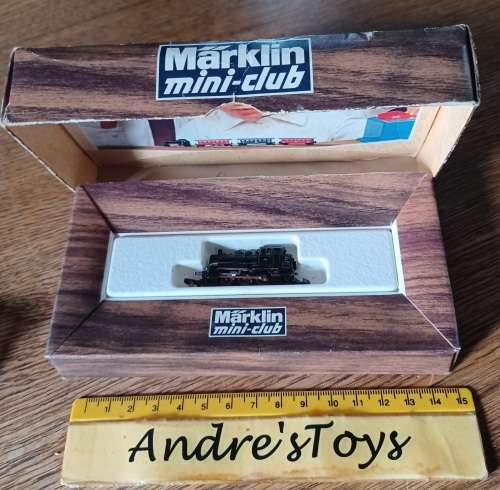 Märklin
mini-club
Märklin
mini-club
1 2 3 4 5 6 7 8 9 10 11 12 13 14 15
Andre'sToys